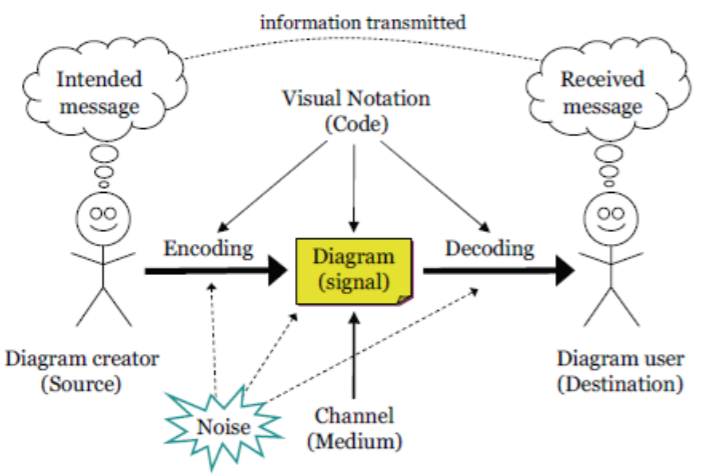 information transmitted
Intended
message
Received
message
Visual Notation
(Code)
Encoding
Diagram
(signal)
Decoding
Diagram creator
(Source)
Diagram user
(Destination)
Noise
Channel
(Medium)